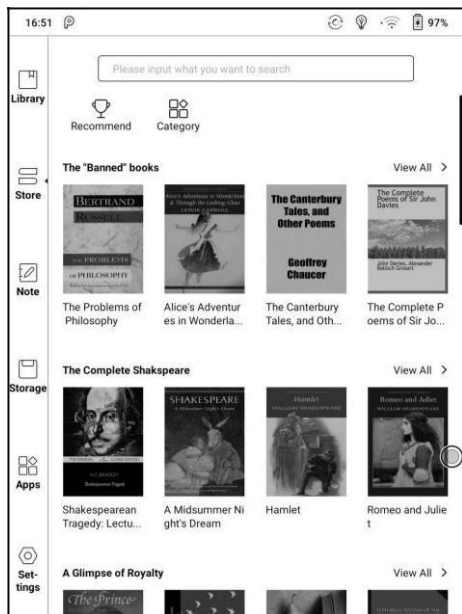 16:51 97%
Please input what you want to search
Library
Recommend Category
The "Banned" books View All >
Store
BERTRAND
RUSSELL
THE PROBLEMS
OF PHILOSOPHY
Alice's Adventures in Wonderland
& Through the Looking-Glass
LEWIS CARROLL
The Canterbury
Tales, and
Other Poems
Geoffrey
Chaucer
The Complete
Poems of Sir John
Davies
John Davies, Alexander
Balloch Grosart
Note
The Problems of
Philosophy
Alice's Adventur
es in Wonderla...
The Canterbury
Tales, and Oth...
The Complete P
oems of Sir Jo...
The Complete Shakspeare View All >
Storage
A.C. BRADLEY
Shakespearean Tragedy
SHAKESPEARE
A Midsummer Night's Dream
Hamlet
WILLIAM SHAKESPEARE
Romeo and Juliet
WILLIAM SHAKESPEARE
Apps
Shakespearean
Tragedy: Lectu...
A Midsummer Ni
ght's Dream
Hamlet
Romeo and Julie
t
Set-
tings
A Glimpse of Royalty View All >
The Prince